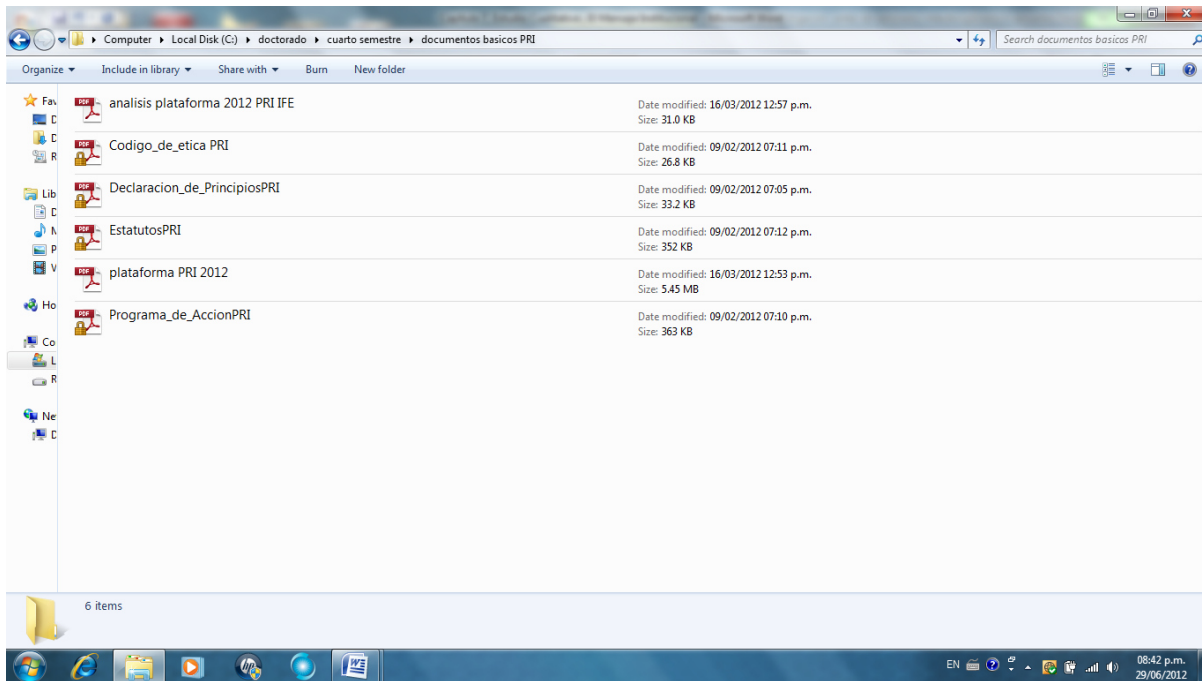 Computer ▸ Local Disk (C:) ▸ doctorado ▸ cuarto semestre ▸ documentos basicos PRI
Search documentos basicos PRI
Organize Include in library Share with Burn New folder
Fav
analisis plataforma 2012 PRI IFE
Date modified: 16/03/2012 12:57 p.m.
Size: 31.0 KB
Codigo_de_etica PRI
Date modified: 09/02/2012 07:11 p.m.
Size: 26.8 KB
Lib
Declaracion_de_PrincipiosPRI
Date modified: 09/02/2012 07:05 p.m.
Size: 33.2 KB
EstatutosPRI
Date modified: 09/02/2012 07:12 p.m.
Size: 352 KB
plataforma PRI 2012
Date modified: 16/03/2012 12:53 p.m.
Size: 5.45 MB
Ho
Programa_de_AccionPRI
Date modified: 09/02/2012 07:10 p.m.
Size: 363 KB
Co
L
R
Ne
6 items
EN
08:42 p.m.
29/06/2012